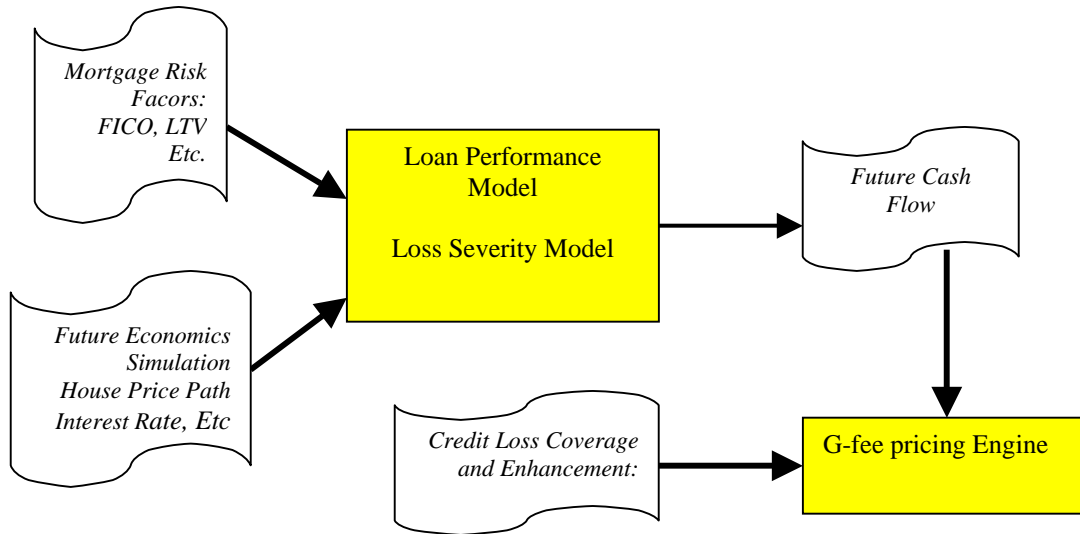 Mortgage Risk
Facors:
FICO, LTV
Etc.
Loan Performance
Model
Loss Severity Model
Future Cash
Flow
Future Economics
Simulation
House Price Path
Interest Rate, Etc
Credit Loss Coverage
and Enhancement:
G-fee pricing Engine